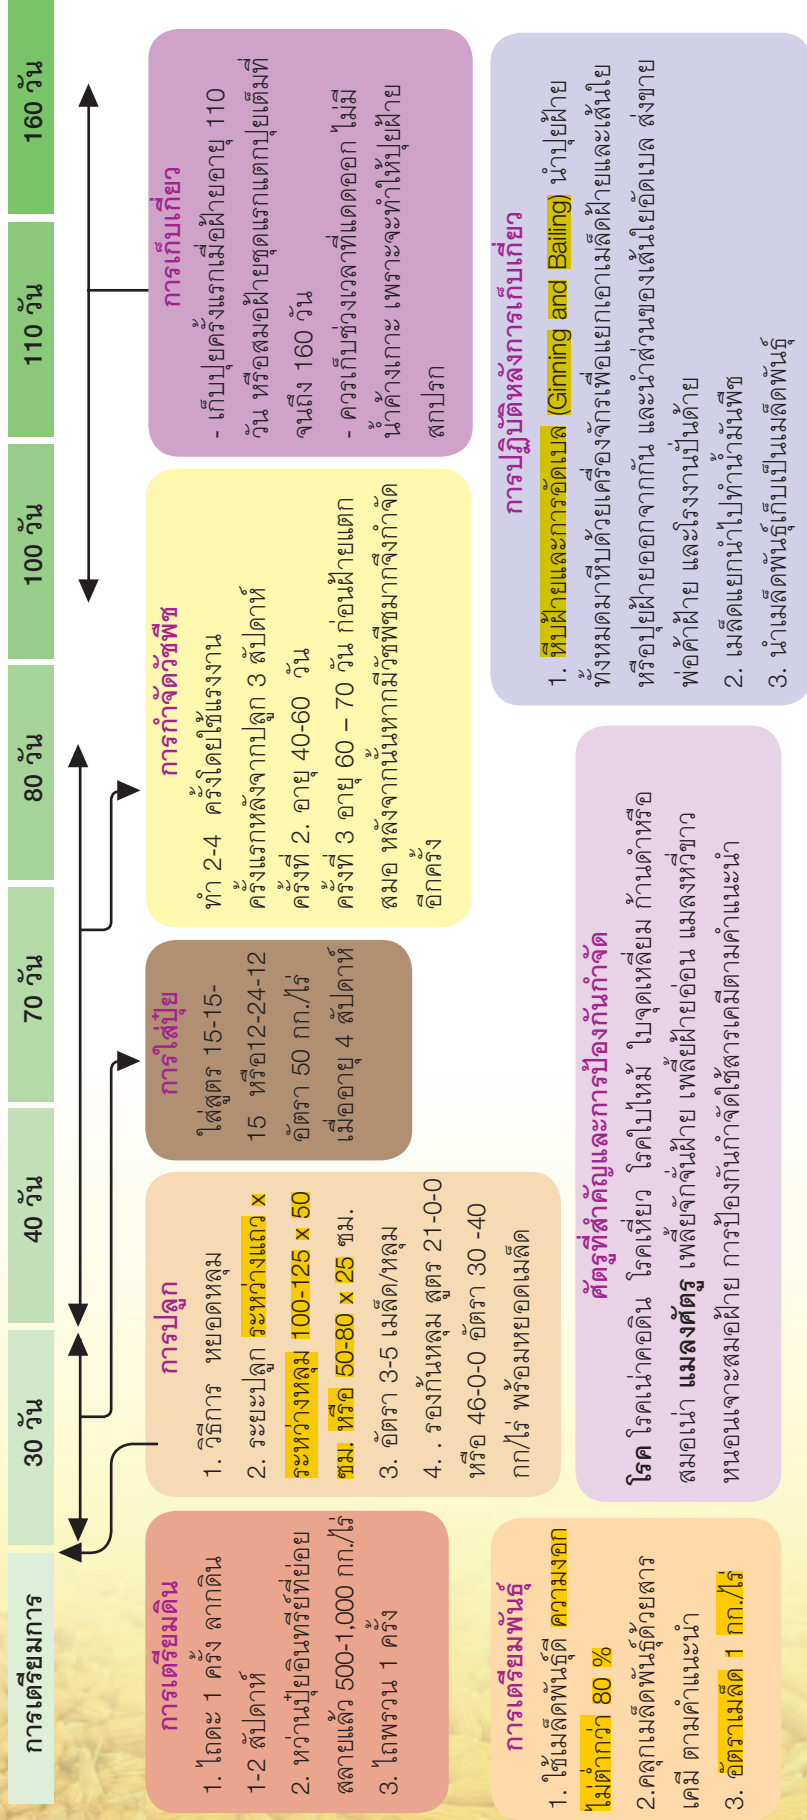 การเตรียมการ
30 วัน
40 วัน
70 วัน
80 วัน
100 วัน
110 วัน
160 วัน
การเตรียมดิน
1. ไถดะ 1 ครั้ง ลากดิน
1-2 สัปดาห์
2. หว่านปุ๋ยอินทรีย์ที่ย่อย
สลายแล้ว 500-1,000 กก./ไร่
3. ไถพรวน 1 ครั้ง
การปลูก
1. วิธีการ หยอดหลุม
2. ระยะปลูก ระหว่างแถว x
ระหว่างหลุม 100-125 x 50
ซม. หรือ 50-80 x 25 ซม.
3. อัตรา 3-5 เมล็ด/หลุม
4. . รองก้นหลุม สูตร 21-0-0
หรือ 46-0-0 อัตรา 30 -40
กก/ไร่ พร้อมหยอดเมล็ด
การใส่ปุ๋ย
ใส่สูตร 15-15-
15 หรือ12-24-12
อัตรา 50 กก./ไร่
เมื่ออายุ 4 สัปดาห์
การกำจัดวัชพืช
ทำ 2-4 ครั้งโดยใช้แรงงาน
ครั้งแรกหลังจากปลูก 3 สัปดาห์
ครั้งที่ 2. อายุ 40-60 วัน
ครั้งที่ 3 อายุ 60 – 70 วัน ก่อนฝ้ายแตก
สมอ หลังจากนั้นหากมีวัชพืชมากจึงกำจัด
อีกครั้ง
การเก็บเกี่ยว
- เก็บปุยครั้งแรกเมื่อฝ้ายอายุ 110
วัน หรือสมอฝ้ายชุดแรกแตกปุยเต็มที่
จนถึง 160 วัน
- ควรเก็บช่วงเวลาที่แดดออก ไม่มี
น้ำค้างเกาะ เพราะจะทำให้ปุยฝ้าย
สกปรก
การเตรียมพันธุ์
1. ใช้เมล็ดพันธุ์ดี ความงอก
ไม่ต่ำกว่า 80 %
2.คลุกเมล็ดพันธุ์ด้วยสาร
เคมี ตามคำแนะนำ
3. อัตราเมล็ด 1 กก./ไร่
ศัตรูที่สำคัญและการป้องกันกำจัด
โรค โรคเน่าคอดิน โรคเหี่ยว โรคใบไหม้ ใบจุดเหลี่ยม ก้านดำหรือ
สมอเน่า แมลงศัตรู เพลี้ยจักจั่นฝ้าย เพลี้ยฝ้ายอ่อน แมลงหวี่ขาว
หนอนเจาะสมอฝ้าย การป้องกันกำจัดใช้สารเคมีตามคำแนะนำ
การปฏิบัติหลังการเก็บเกี่ยว
1. หีบฝ้ายและการอัดเบล (Ginning and Bailing) นำปุยฝ้าย
ทั้งหมดมาหีบด้วยเครื่องจักรเพื่อแยกเอาเมล็ดฝ้ายและเส้นใย
หรือปุยฝ้ายออกจากกัน และนำส่วนของเส้นใยอัดเบล ส่งขาย
พ่อค้าฝ้าย และโรงงานปั่นด้าย
2. เมล็ดแยกนำไปทำน้ำมันพืช
3. นำเมล็ดพันธุ์เก็บเป็นเมล็ดพันธุ์